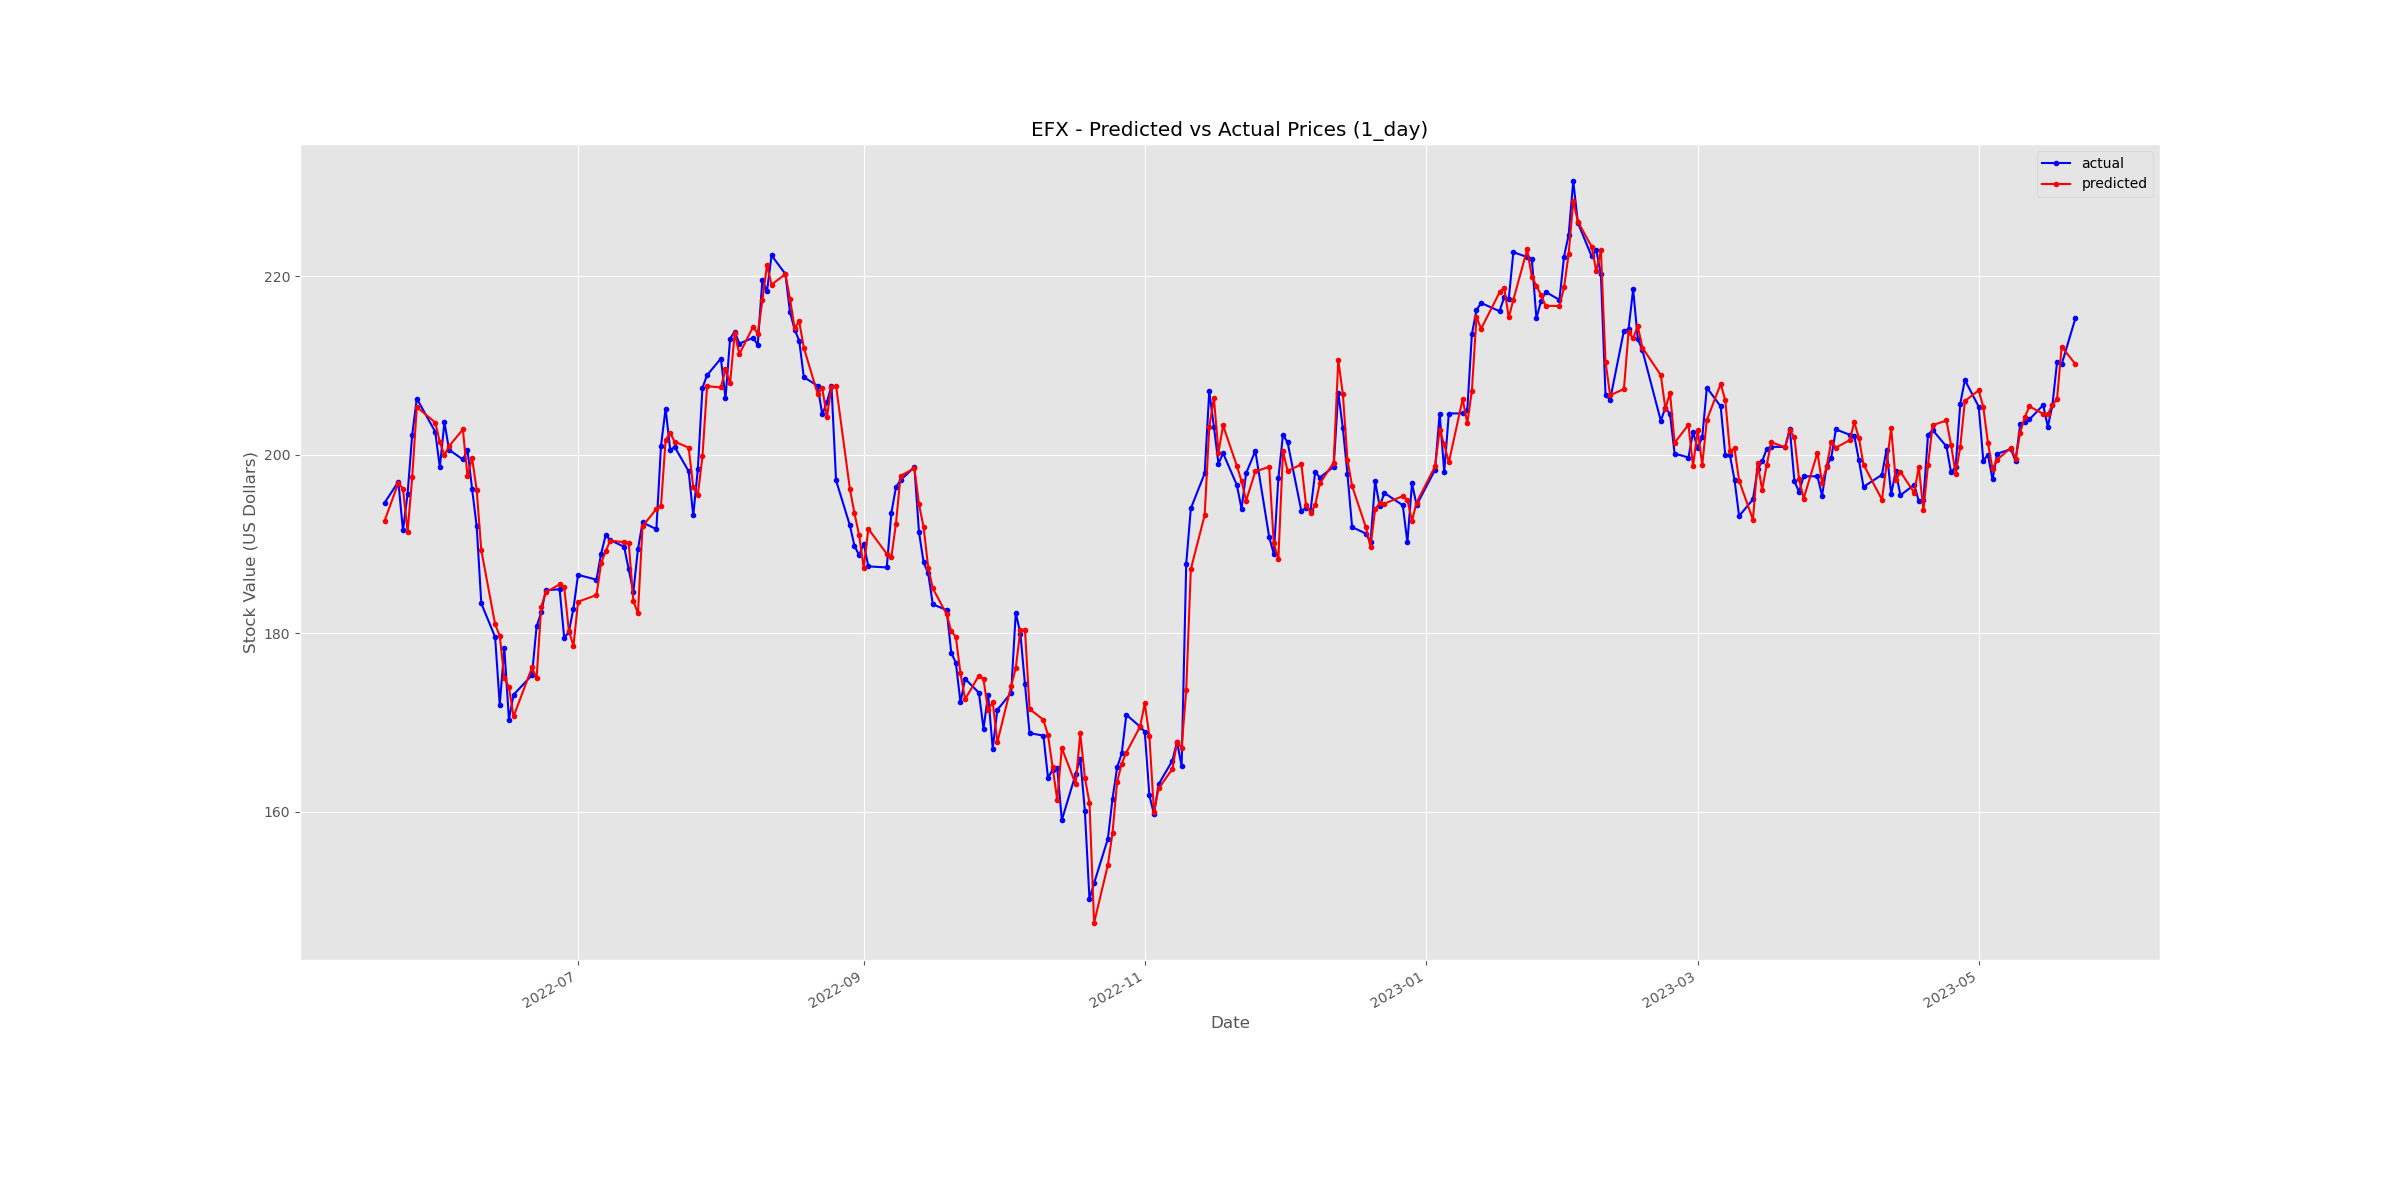 EFX - Predicted vs Actual Prices (1_day)
actual
predicted
Stock Value (US Dollars)
220
200
180
160
2022-07
2022-09
2022-11
2023-01
2023-03
2023-05
Date